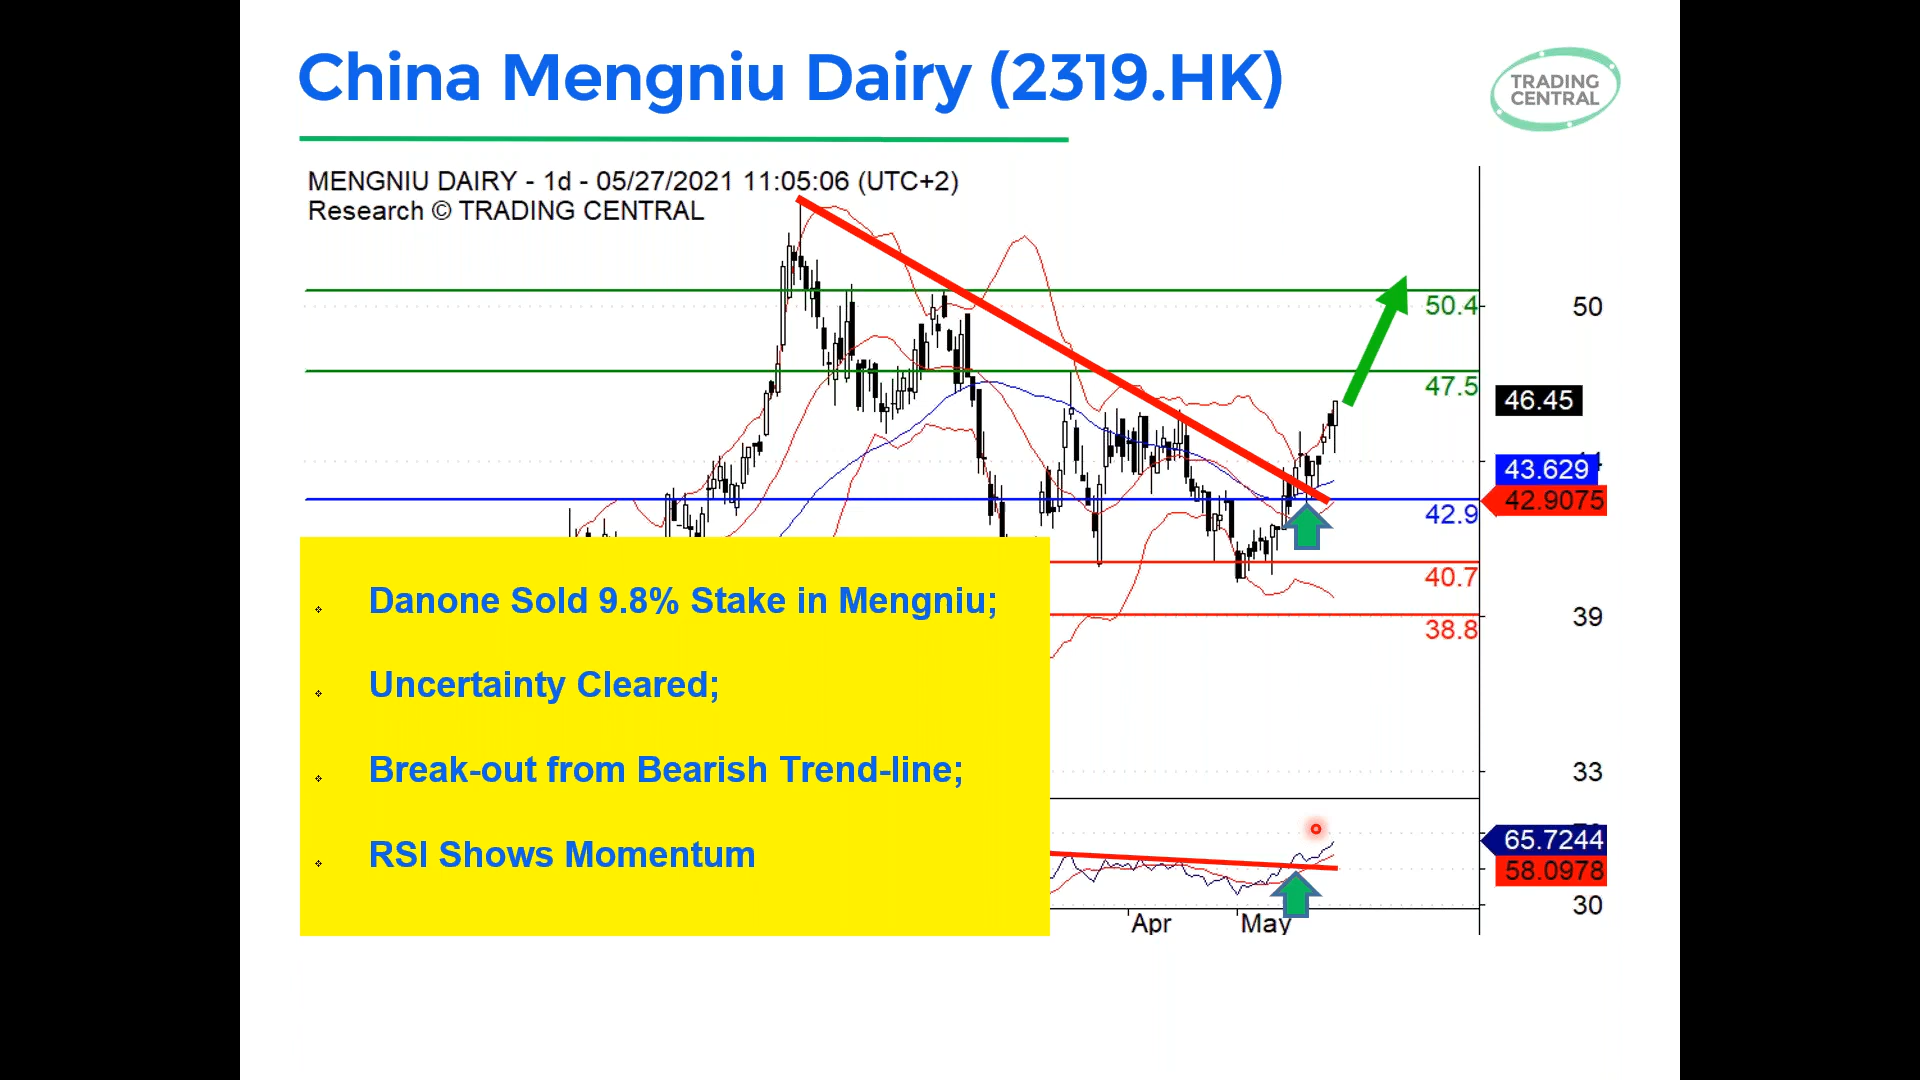 China Mengniu Dairy (2319.HK)
TRADING
CENTRAL
MENGNIU DAIRY - 1d - 05/27/2021 11:05:06 (UTC+2)
Research © TRADING CENTRAL
50.4
50
47.5
46.45
43.629
42.9075
42.9
40.7
39
38.8
33
Danone Sold 9.8% Stake in Mengniu;
Uncertainty Cleared;
Break-out from Bearish Trend-line;
RSI Shows Momentum
65.7244
58.0978
30
Apr
May